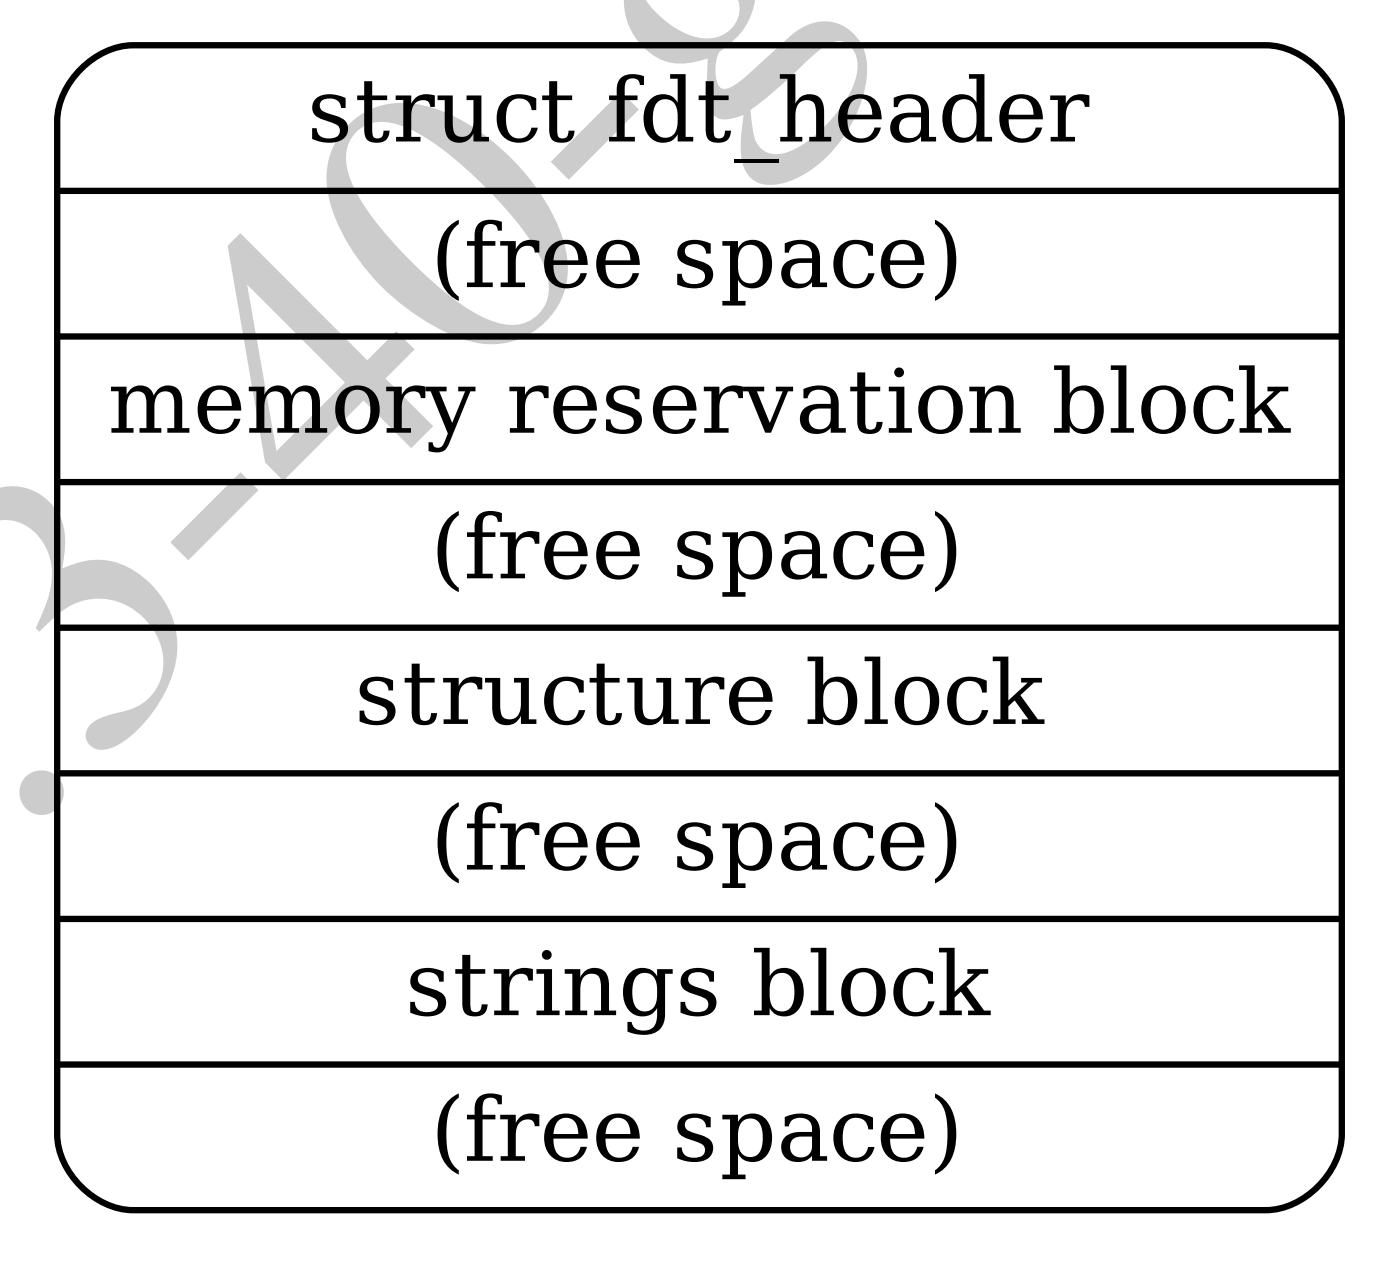 struct fdt_header
(free space)
memory reservation block
(free space)
structure block
(free space)
strings block
(free space)
.3-40-g